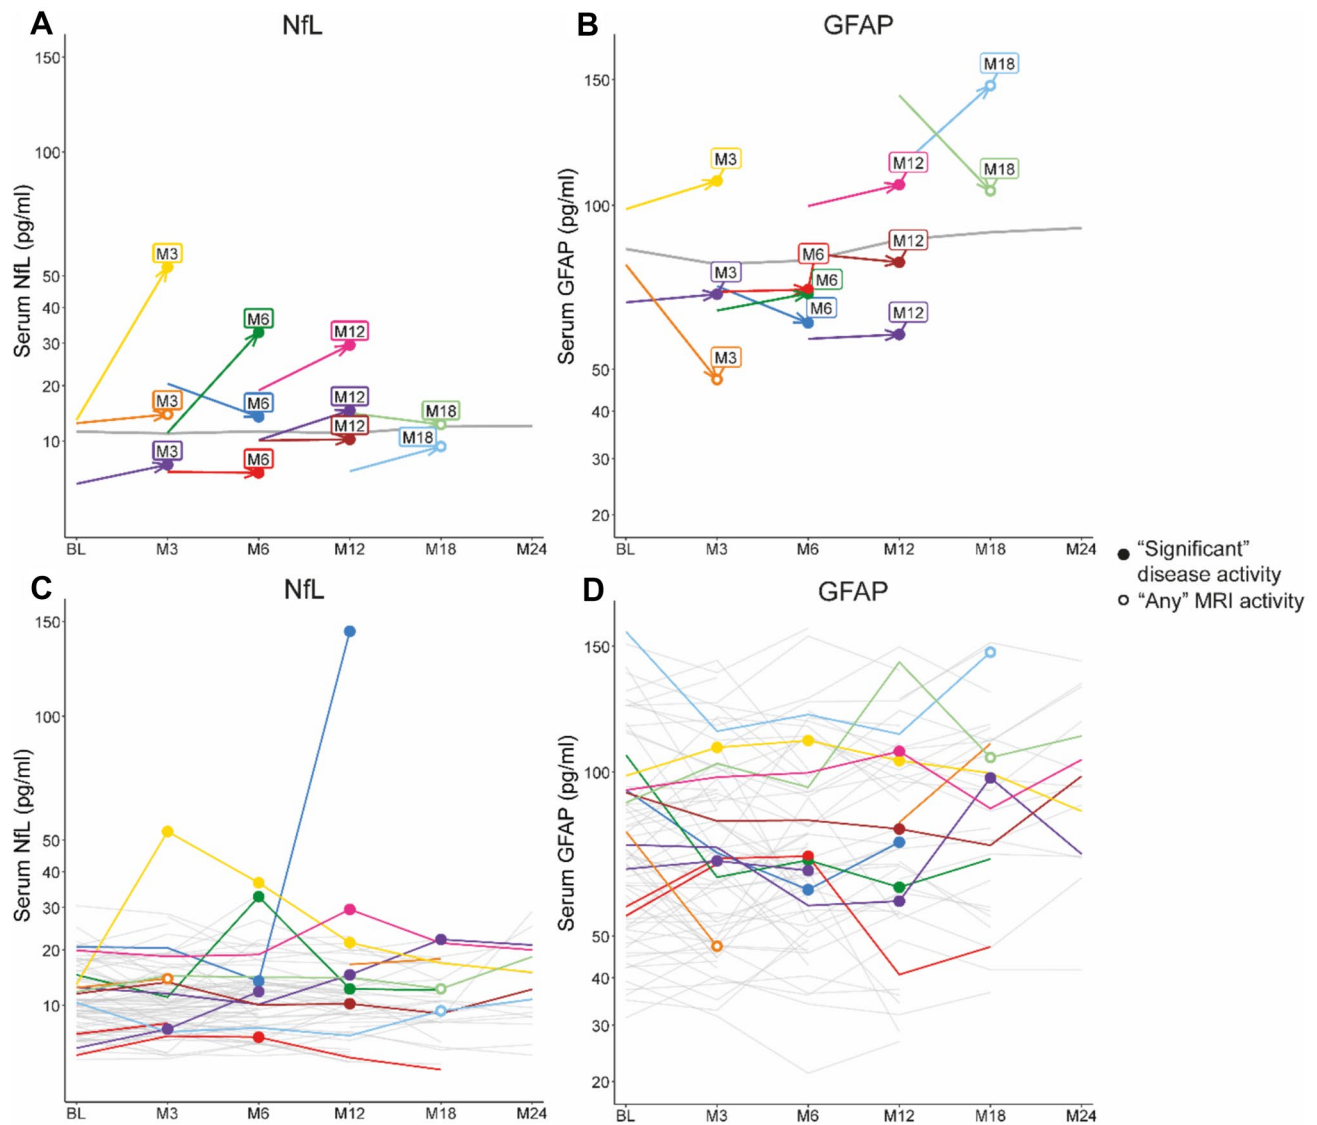 A
NfL
Serum NfL (pg/ml)
150
100
50
40
30
20
10
M3
M3
M3
M6
M6
M6
M12
M12
M12
M18
M18
BL M3 M6 M12 M18 M24
B
GFAP
Serum GFAP (pg/ml)
150
100
50
40
30
20
M18
M3
M12
M18
M12
M6
M3
M6
M6
M12
M3
BL M3 M6 M12 M18 M24
“Significant”
disease activity
“Any” MRI activity
C
NfL
Serum NfL (pg/ml)
150
100
50
40
30
20
10
BL M3 M6 M12 M18 M24
D
GFAP
Serum GFAP (pg/ml)
150
100
50
40
30
20
BL M3 M6 M12 M18 M24